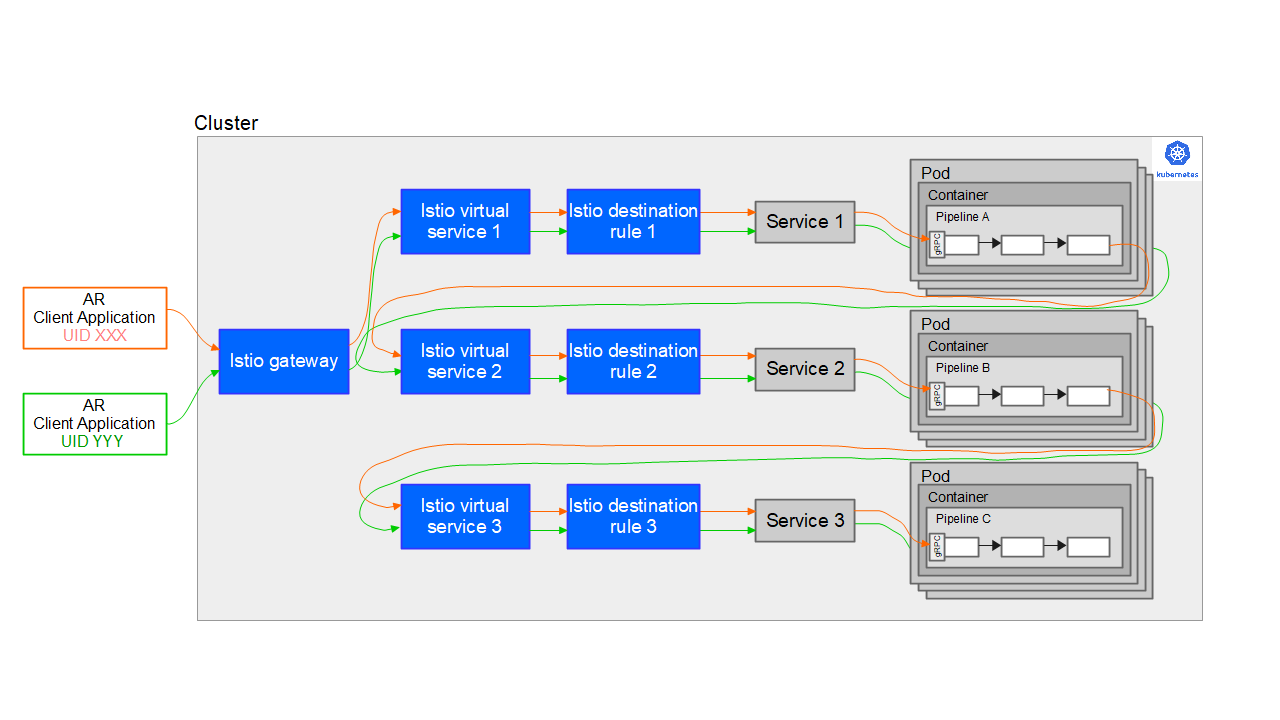 Cluster
kubernetes
AR
Client Application
UID XXX
AR
Client Application
UID YYY
Istio gateway
Istio virtual
service 1
Istio destination
rule 1
Service 1
Pod
Container
Pipeline A
gRPC
Istio virtual
service 2
Istio destination
rule 2
Service 2
Pod
Container
Pipeline B
gRPC
Istio virtual
service 3
Istio destination
rule 3
Service 3
Pod
Container
Pipeline C
gRPC